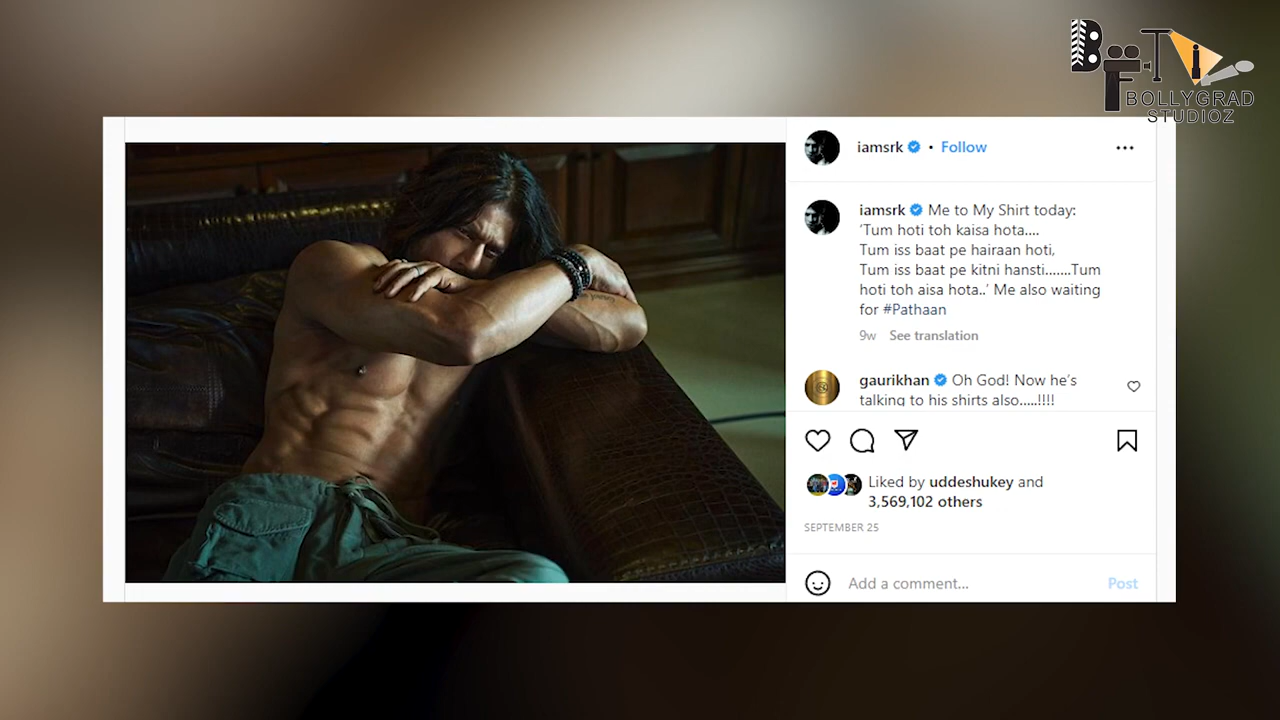 BFT
BOLLYGRAD
STUDIOZ
iamsrk • Follow
iamsrk Me to My Shirt today:
‘Tum hoti toh kaisa hota....
Tum iss baat pe hairaan hoti,
Tum iss baat pe kitni hansti.......Tum
hoti toh aisa hota..’ Me also waiting
for #Pathaan
9w See translation
gaurikhan Oh God! Now he’s
talking to his shirts also.....!!!!
Liked by uddeshukey and
3,569,102 others
SEPTEMBER 25
Add a comment... Post